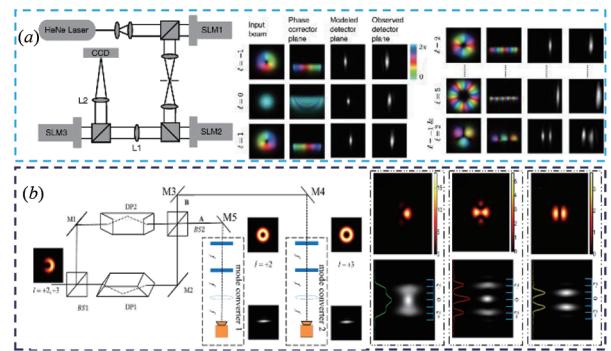 (a)
HeNe Laser
SLM1
CCD
L2
SLM3
L1
SLM2
Input beam
Phase corrector plane
Modeled detector plane
Observed detector plane
ℓ=-1
ℓ=0
ℓ=1
2π
0
ℓ=-2
ℓ=5
(b)
M3
M4
M1
DP2
B
A
M5
BS2
l=+2,+3
BS1
DP1
M2
l=+2
l=+3
mode converter 1
mode converter 2